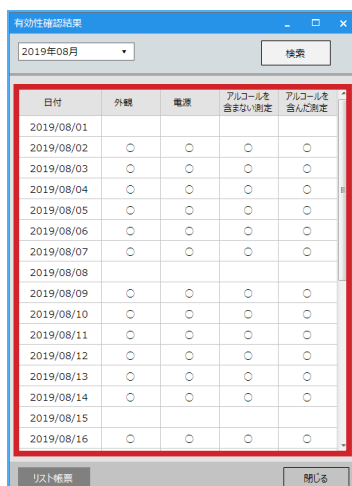 有効性確認結果
2019年08月 検索
日付 外観 電源 アルコールを含まない測定 アルコールを含んだ測定
2019/08/01
2019/08/02 ○ ○ ○ ○
2019/08/03 ○ ○ ○ ○
2019/08/04 ○ ○ ○ ○
2019/08/05 ○ ○ ○ ○
2019/08/06 ○ ○ ○ ○
2019/08/07 ○ ○ ○ ○
2019/08/08
2019/08/09 ○ ○ ○ ○
2019/08/10 ○ ○ ○ ○
2019/08/11 ○ ○ ○ ○
2019/08/12 ○ ○ ○ ○
2019/08/13 ○ ○ ○ ○
2019/08/14 ○ ○ ○ ○
2019/08/15
2019/08/16 ○ ○ ○ ○
リスト帳票 閉じる